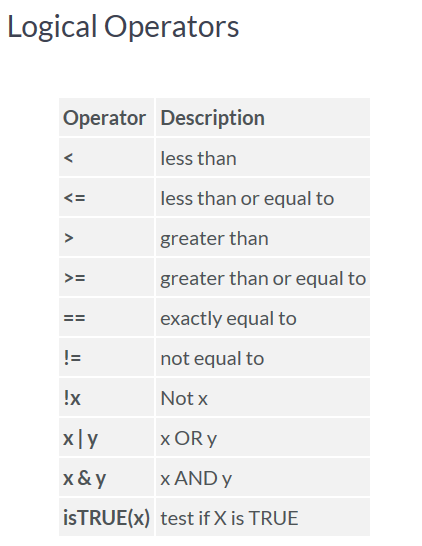 Logical Operators
Operator Description
< less than
<= less than or equal to
> greater than
>= greater than or equal to
== exactly equal to
!= not equal to
!x Not x
x | y x OR y
x & y x AND y
isTRUE(x) test if X is TRUE